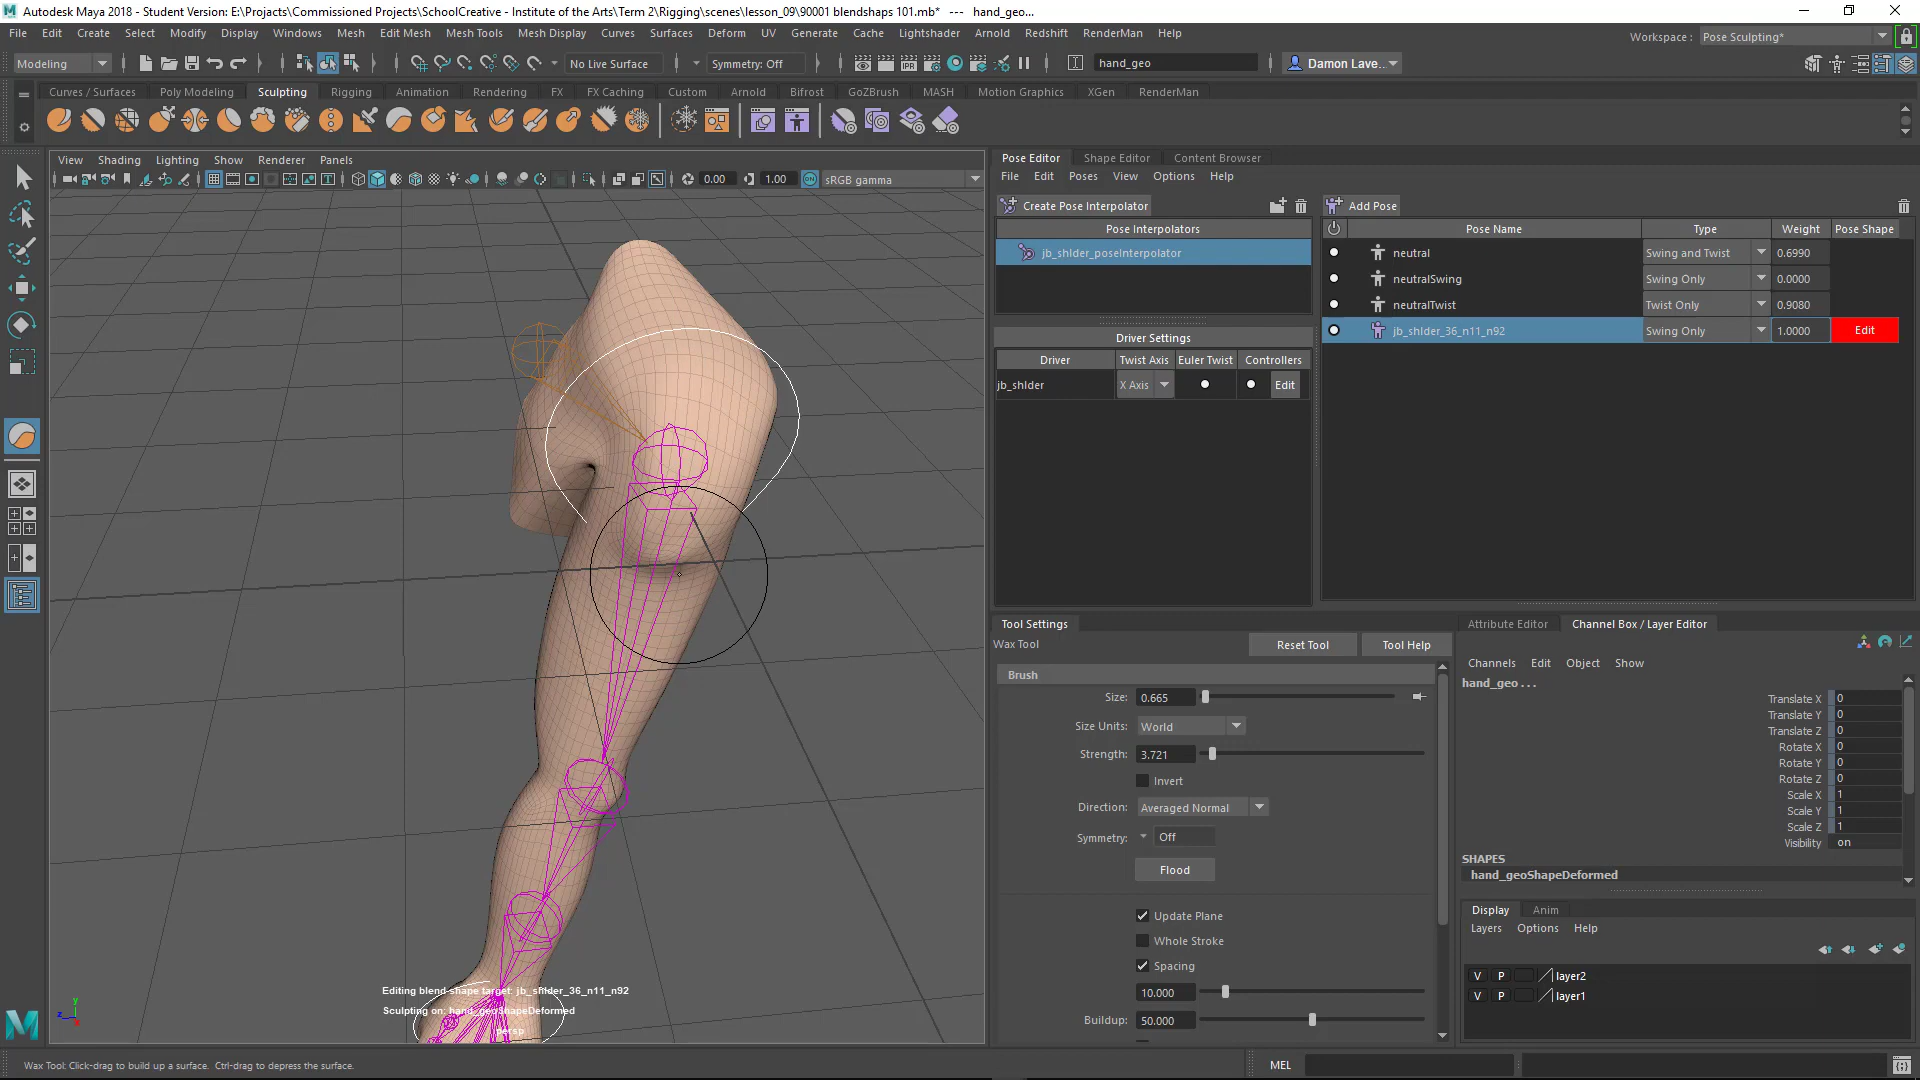 Autodesk Maya 2018 - Student Version: E:\Projects\Commissioned Projects\SchoolCreative - Institute of the Arts\Term 2\Rigging\scenes\lesson_09\90001 blendshaps 101.mb* --- hand_geo...
File Edit Create Select Modify Display Windows Mesh Edit Mesh Mesh Tools Mesh Display Curves Surfaces Deform UV Generate Cache Lightshader Arnold Redshift RenderMan Help
Workspace : Pose Sculpting*
Modeling No Live Surface Symmetry: Off hand_geo Damon Lave...
Curves / Surfaces Poly Modeling Sculpting Rigging Animation Rendering FX FX Caching Custom Arnold Bifrost GoZBrush MASH Motion Graphics XGen RenderMan
View Shading Lighting Show Renderer Panels
0.00 1.00 ON sRGB gamma
Pose Editor Shape Editor Content Browser
File Edit Poses View Options Help
Create Pose Interpolator Add Pose
Pose Interpolators Pose Name Type Weight Pose Shape
jb_shlder_poseInterpolator
neutral Swing and Twist 0.6990
neutralSwing Swing Only 0.0000
neutralTwist Twist Only 0.9080
jb_shlder_36_n11_n92 Swing Only 1.0000 Edit
Driver Settings
Driver Twist Axis Euler Twist Controllers
jb_shlder X Axis Edit
Tool Settings
Wax Tool Reset Tool Tool Help
Brush
Size: 0.665
Size Units: World
Strength: 3.721
Invert
Direction: Averaged Normal
Symmetry: Off
Flood
Update Plane
Whole Stroke
Spacing
10.000
Buildup: 50.000
Attribute Editor Channel Box / Layer Editor
Channels Edit Object Show
hand_geo . . .
Translate X 0
Translate Y 0
Translate Z 0
Rotate X 0
Rotate Y 0
Rotate Z 0
Scale X 1
Scale Y 1
Scale Z 1
Visibility on
SHAPES
hand_geoShapeDeformed
Display Anim
Layers Options Help
V P layer2
V P layer1
Editing blend shape target: jb_shlder_36_n11_n92
Sculpting on: hand_geoShapeDeformed
persp
y
z
x
Wax Tool: Click-drag to build up a surface. Ctrl-drag to depress the surface.
MEL